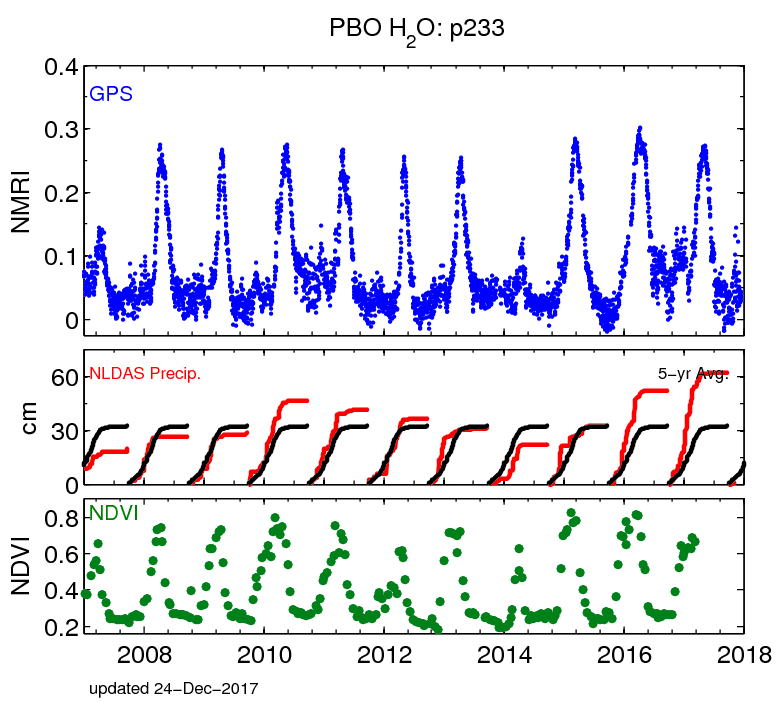 PBO H2O: p233
0.4
GPS
0.3
NMRI
0.2
0.1
0
NLDAS Precip.
5-yr Avg.
60
cm
30
0
NDVI
0.8
NDVI
0.6
0.4
0.2
2008 2010 2012 2014 2016 2018
updated 24-Dec-2017